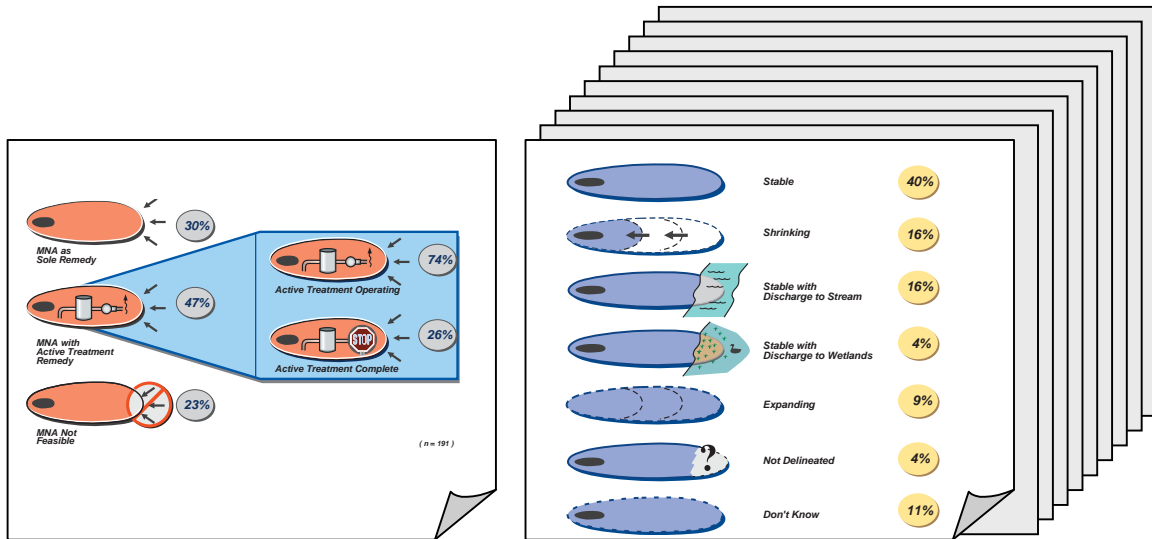 30%
MNA as
Sole Remedy
47%
MNA with
Active Treatment
Remedy
74%
Active Treatment Operating
STOP
26%
Active Treatment Complete
23%
MNA Not
Feasible
( n = 191 )
Stable
40%
Shrinking
16%
Stable with
Discharge to Stream
16%
Stable with
Discharge to Wetlands
4%
Expanding
9%
?
Not Delineated
4%
Don't Know
11%